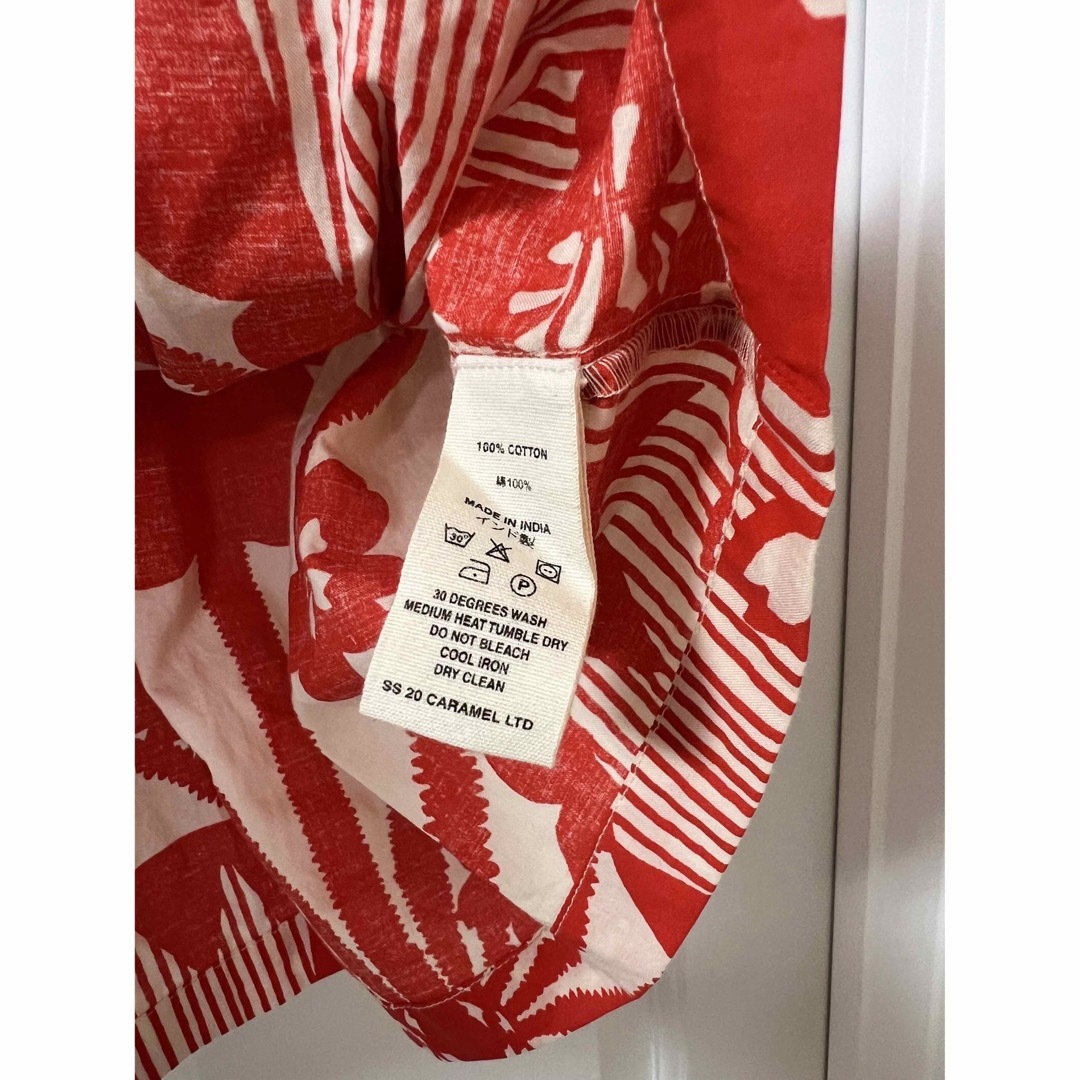 100% COTTON
綿100%
MADE IN INDIA
インド製
30°
P
30 DEGREES WASH
MEDIUM HEAT TUMBLE DRY
DO NOT BLEACH
COOL IRON
DRY CLEAN
SS 20 CARAMEL LTD